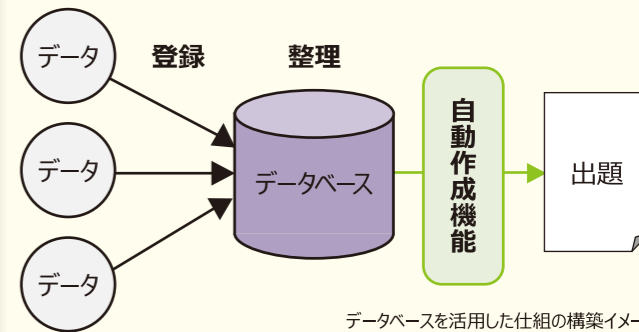 データ
登録
整理
データ
データベース
自動作成機能
出題
データ
データベースを活用した仕組の構築イメー